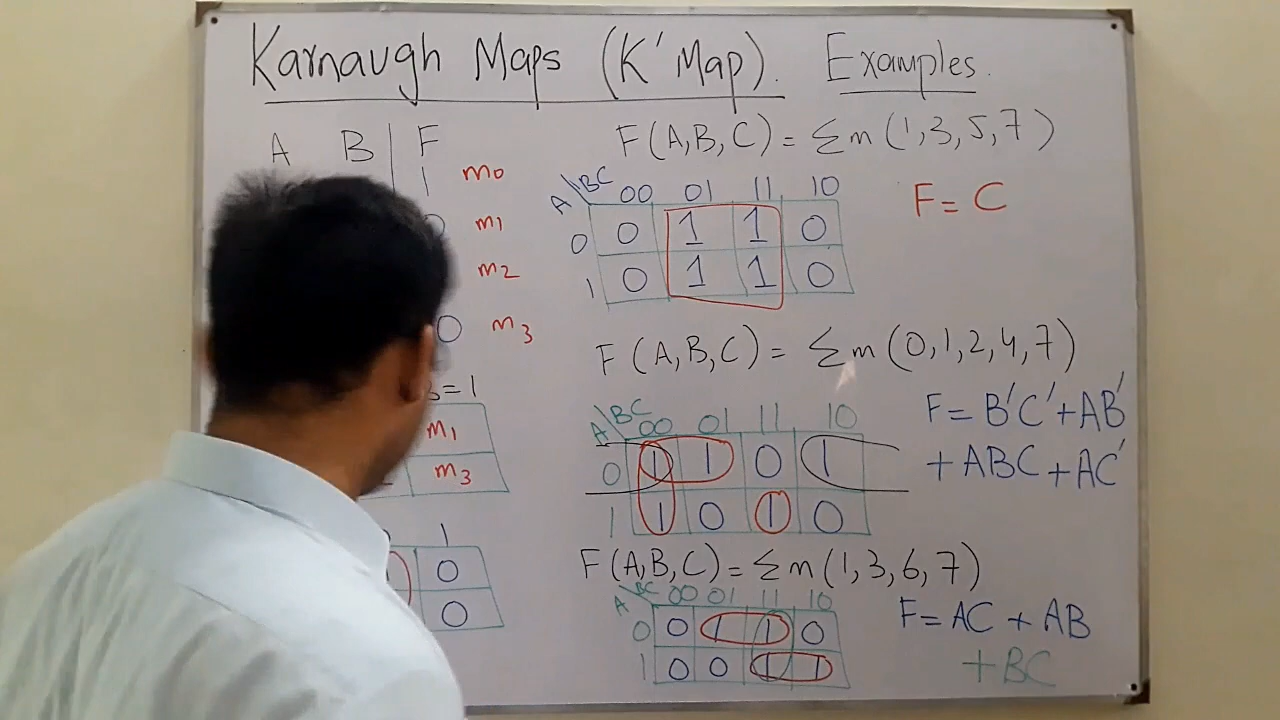 Karnaugh Maps (K' Map). Examples.
A B F
1 m0
0 m1
m2
0 m3
B=1
m1
m3
1
0
0
F(A,B,C) = Σm(1,3,5,7)
A\BC 00 01 11 10
0 0 1 1 0
1 0 1 1 0
F = C
F(A,B,C) = Σm(0,1,2,4,7)
A\BC 00 01 11 10
0 1 1 0 1
1 1 0 1 0
F = B'C' + AB'
+ ABC + AC'
F(A,B,C) = Σm(1,3,6,7)
A\BC 00 01 11 10
0 0 1 1 0
1 0 0 1 1
F = AC + AB
+ BC